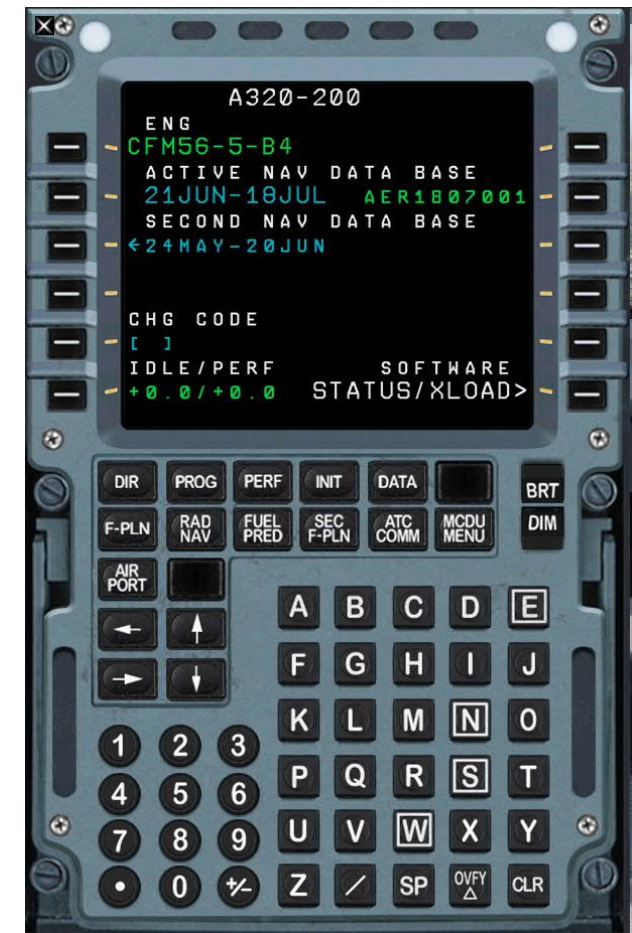 A320-200
ENG
CFM56-5-B4
ACTIVE NAV DATA BASE
21JUN-18JUL AER1807001
SECOND NAV DATA BASE
←24MAY-20JUN
CHG CODE
[ ]
IDLE/PERF SOFTWARE
+0.0/+0.0 STATUS/XLOAD>
DIR PROG PERF INIT DATA
BRT
F-PLN RAD NAV FUEL PRED SEC F-PLN ATC COMM MCDU MENU
DIM
AIR PORT
A B C D E
← ↑
F G H I J
→ ↓
K L M N O
1 2 3
P Q R S T
4 5 6
U V W X Y
7 8 9
Z / SP OVFY △ CLR
• 0 +/-